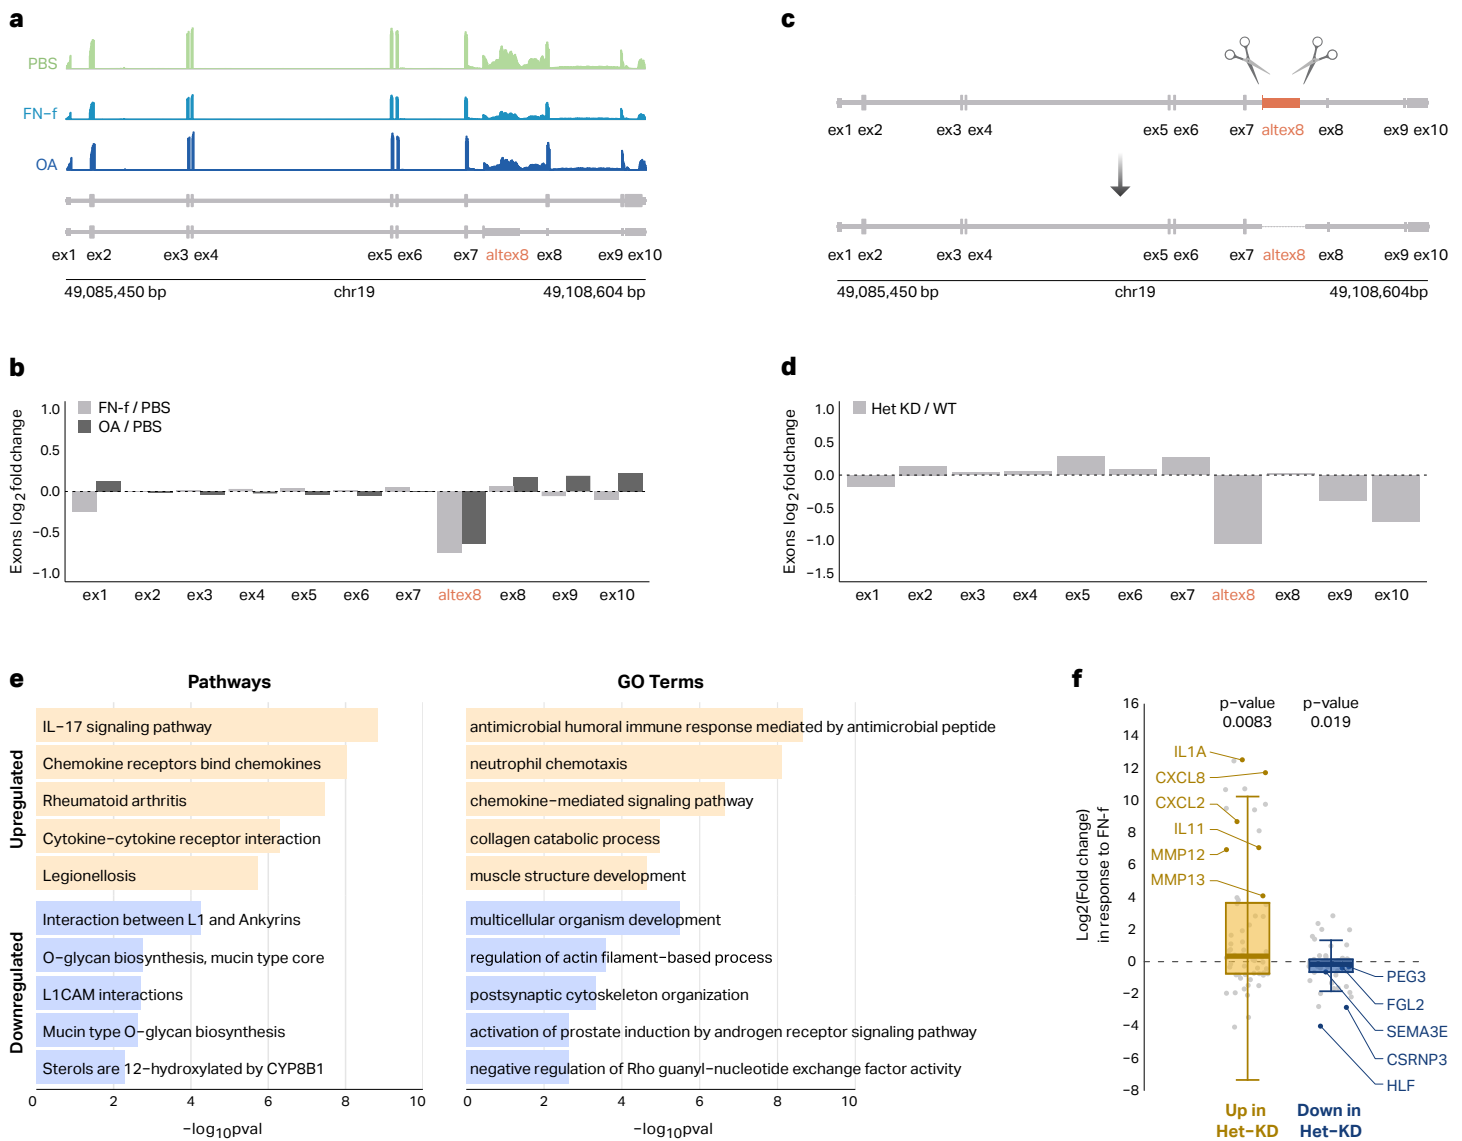 a
PBS
FN-f
OA
ex1 ex2 ex3 ex4 ex5 ex6 ex7 altex8 ex8 ex9 ex10
49,085,450 bp chr19 49,108,604 bp
c
ex1 ex2 ex3 ex4 ex5 ex6 ex7 altex8 ex8 ex9 ex10
ex1 ex2 ex3 ex4 ex5 ex6 ex7 altex8 ex8 ex9 ex10
49,085,450 bp chr19 49,108,604bp
b
Exons log2 fold change
1.0
0.5
0.0
−0.5
−1.0
FN-f / PBS
OA / PBS
ex1 ex2 ex3 ex4 ex5 ex6 ex7 altex8 ex8 ex9 ex10
d
Exons log2 fold change
1.0
0.5
0.0
−0.5
−1.0
−1.5
Het KD / WT
ex1 ex2 ex3 ex4 ex5 ex6 ex7 altex8 ex8 ex9 ex10
e
Pathways
Upregulated
IL−17 signaling pathway
Chemokine receptors bind chemokines
Rheumatoid arthritis
Cytokine−cytokine receptor interaction
Legionellosis
Downregulated
Interaction between L1 and Ankyrins
O−glycan biosynthesis, mucin type core
L1CAM interactions
Mucin type O−glycan biosynthesis
Sterols are 12−hydroxylated by CYP8B1
0 2 4 6 8 10
−log10pval
GO Terms
antimicrobial humoral immune response mediated by antimicrobial peptide
neutrophil chemotaxis
chemokine−mediated signaling pathway
collagen catabolic process
muscle structure development
multicellular organism development
regulation of actin filament−based process
postsynaptic cytoskeleton organization
activation of prostate induction by androgen receptor signaling pathway
negative regulation of Rho guanyl−nucleotide exchange factor activity
0 2 4 6 8 10
−log10pval
f
Log2(Fold change)
in response to FN-f
16
14
12
10
8
6
4
2
0
−2
−4
−6
−8
p−value
0.0083
p−value
0.019
IL1A
CXCL8
CXCL2
IL11
MMP12
MMP13
PEG3
FGL2
SEMA3E
CSRNP3
HLF
Up in
Het−KD
Down in
Het−KD